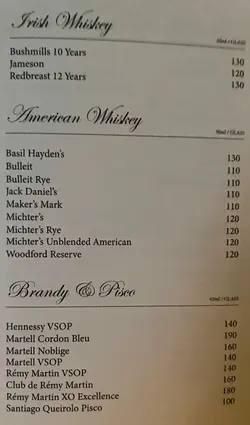 Irish Whiskey
/ GLASS
Bushmills 10 Years 130
Jameson 120
Redbreast 12 Years 130
American Whiskey
/ GLASS
Basil Hayden's 130
Bulleit 110
Bulleit Rye 110
Jack Daniel's 110
Maker's Mark 110
Michter's 120
Michter's Rye 120
Michter's Unblended American 120
Woodford Reserve 120
Brandy & Pisco
/ GLASS
Hennessy VSOP 140
Martell Cordon Bleu 190
Martell Noblige 160
Martell VSOP 140
Rémy Martin VSOP 140
Club de Rémy Martin 160
Rémy Martin XO Excellence 180
Santiago Queirolo Pisco 100